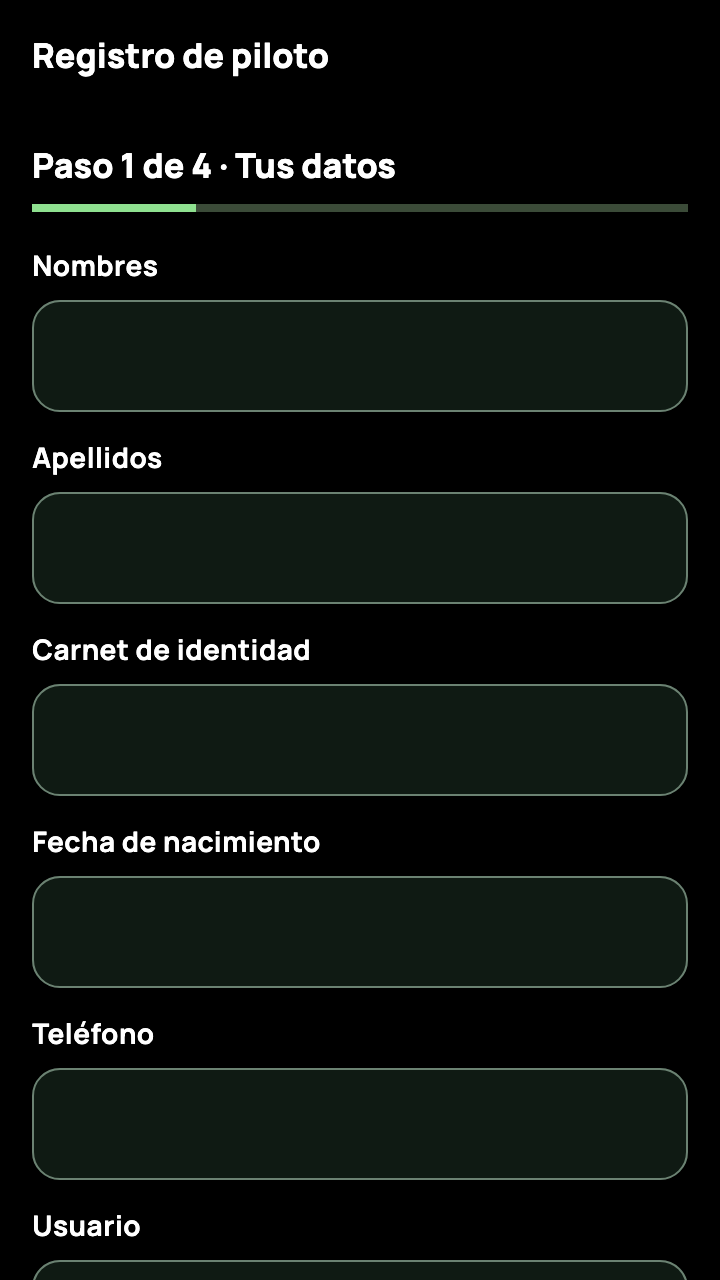 Registro de piloto
Paso 1 de 4 · Tus datos
Nombres
Apellidos
Carnet de identidad
Fecha de nacimiento
Teléfono
Usuario